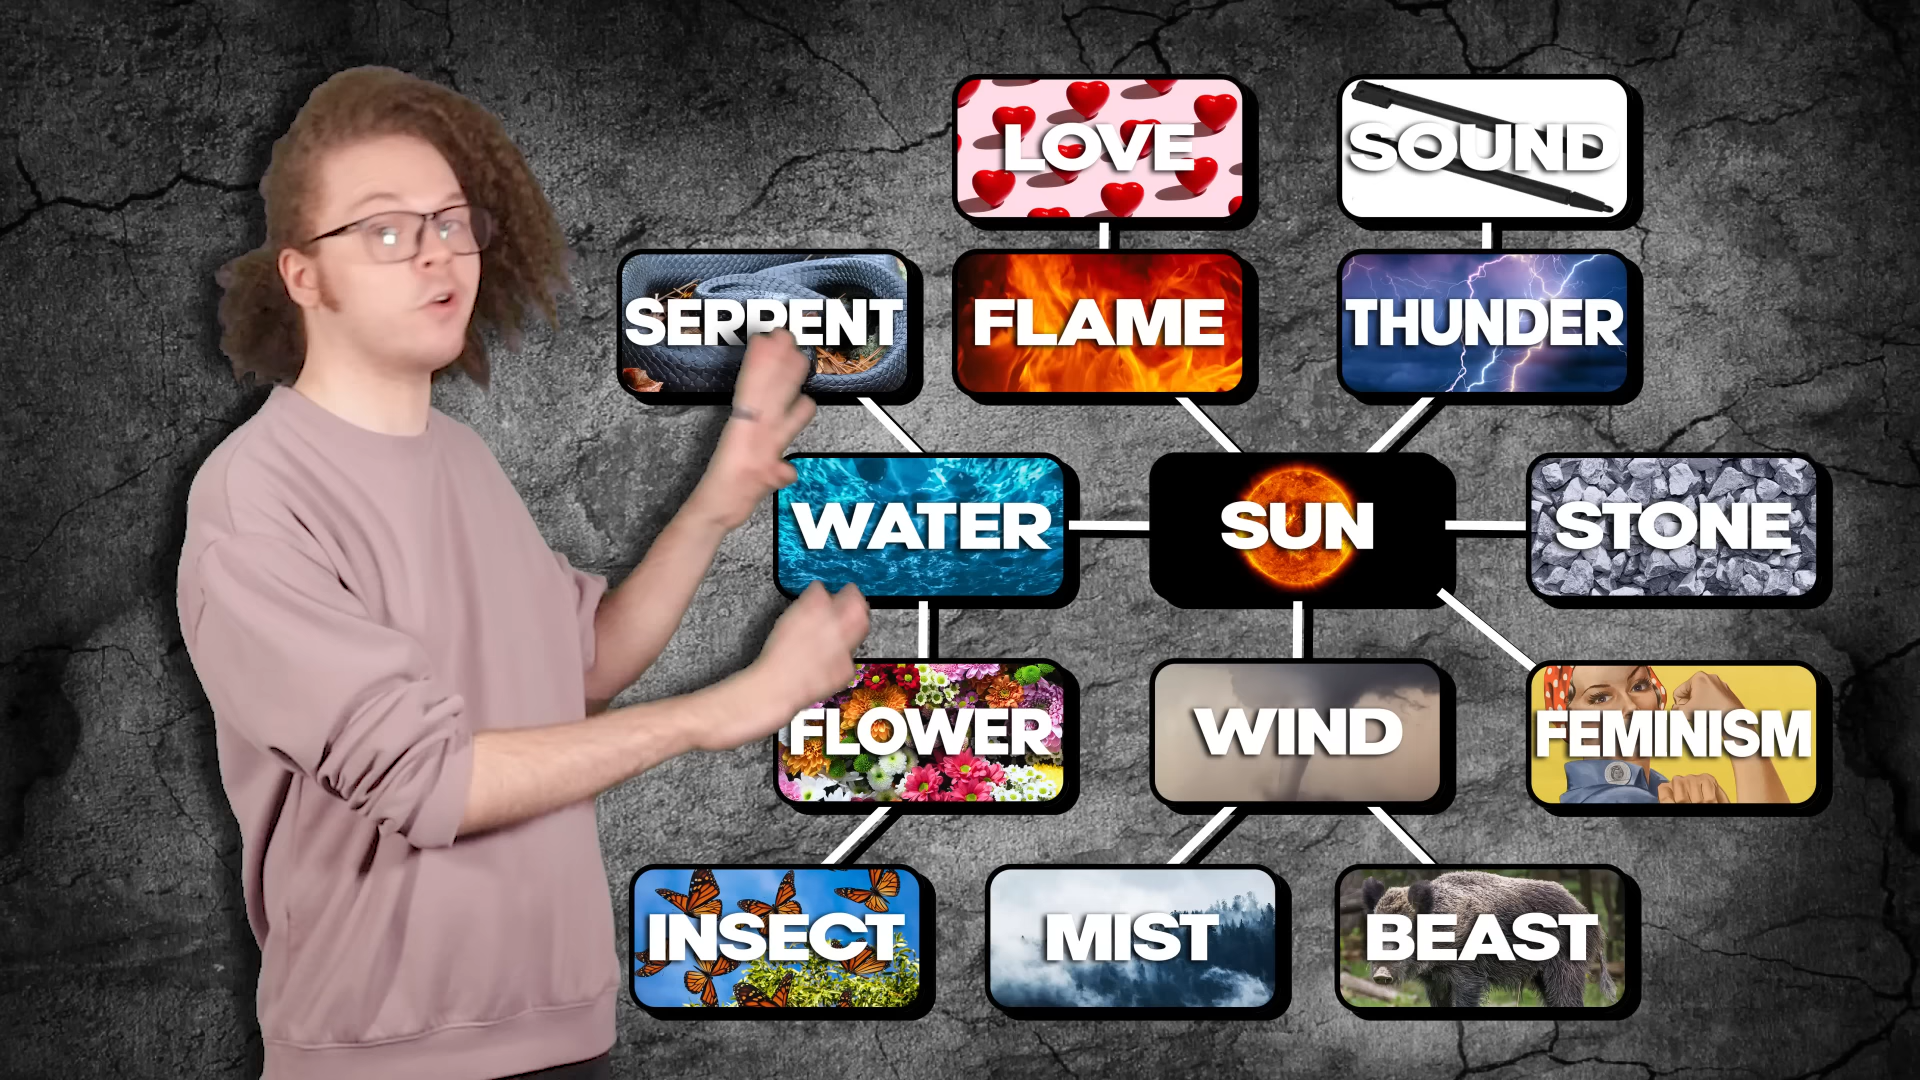 LOVE
SOUND
SERPENT
FLAME
THUNDER
WATER
SUN
STONE
FLOWER
WIND
FEMINISM
INSECT
MIST
BEAST